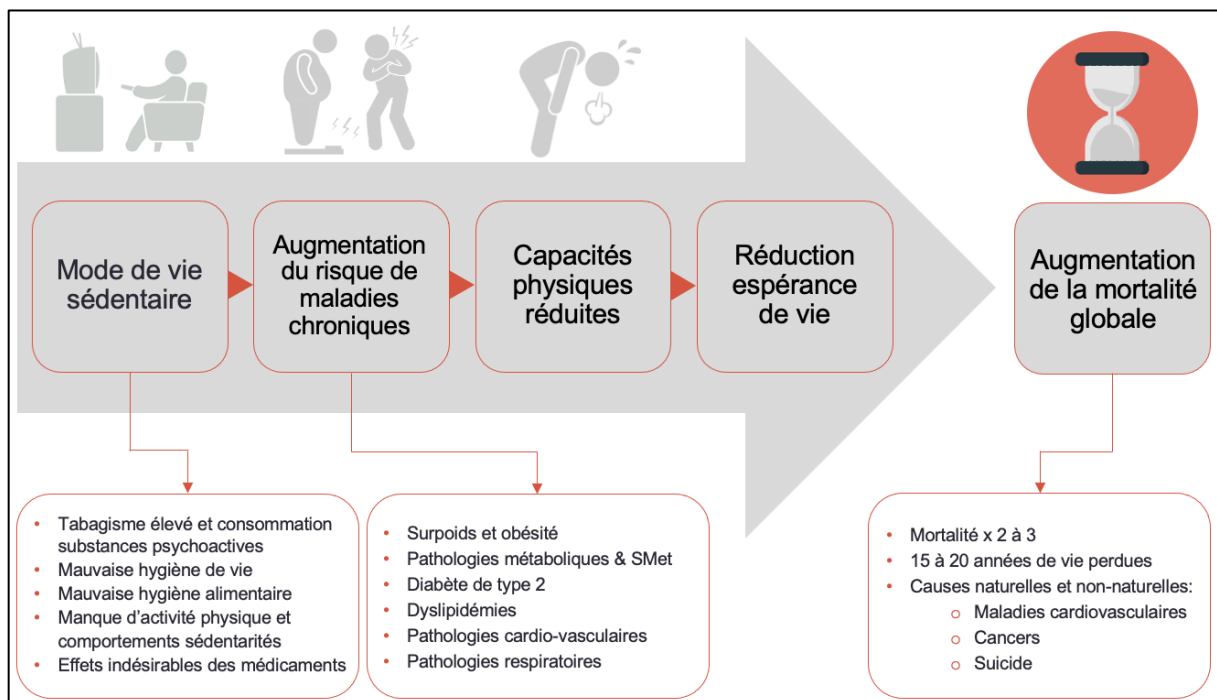 Mode de vie
sédentaire
Augmentation
du risque de
maladies
chroniques
Capacités
physiques
réduites
Réduction
espérance
de vie
Augmentation
de la mortalité
globale
• Tabagisme élevé et consommation
substances psychoactives
• Mauvaise hygiène de vie
• Mauvaise hygiène alimentaire
• Manque d'activité physique et
comportements sédentarités
• Effets indésirables des médicaments
• Surpoids et obésité
• Pathologies métaboliques & SMet
• Diabète de type 2
• Dyslipidémies
• Pathologies cardio-vasculaires
• Pathologies respiratoires
• Mortalité x 2 à 3
• 15 à 20 années de vie perdues
• Causes naturelles et non-naturelles:
o Maladies cardiovasculaires
o Cancers
o Suicide